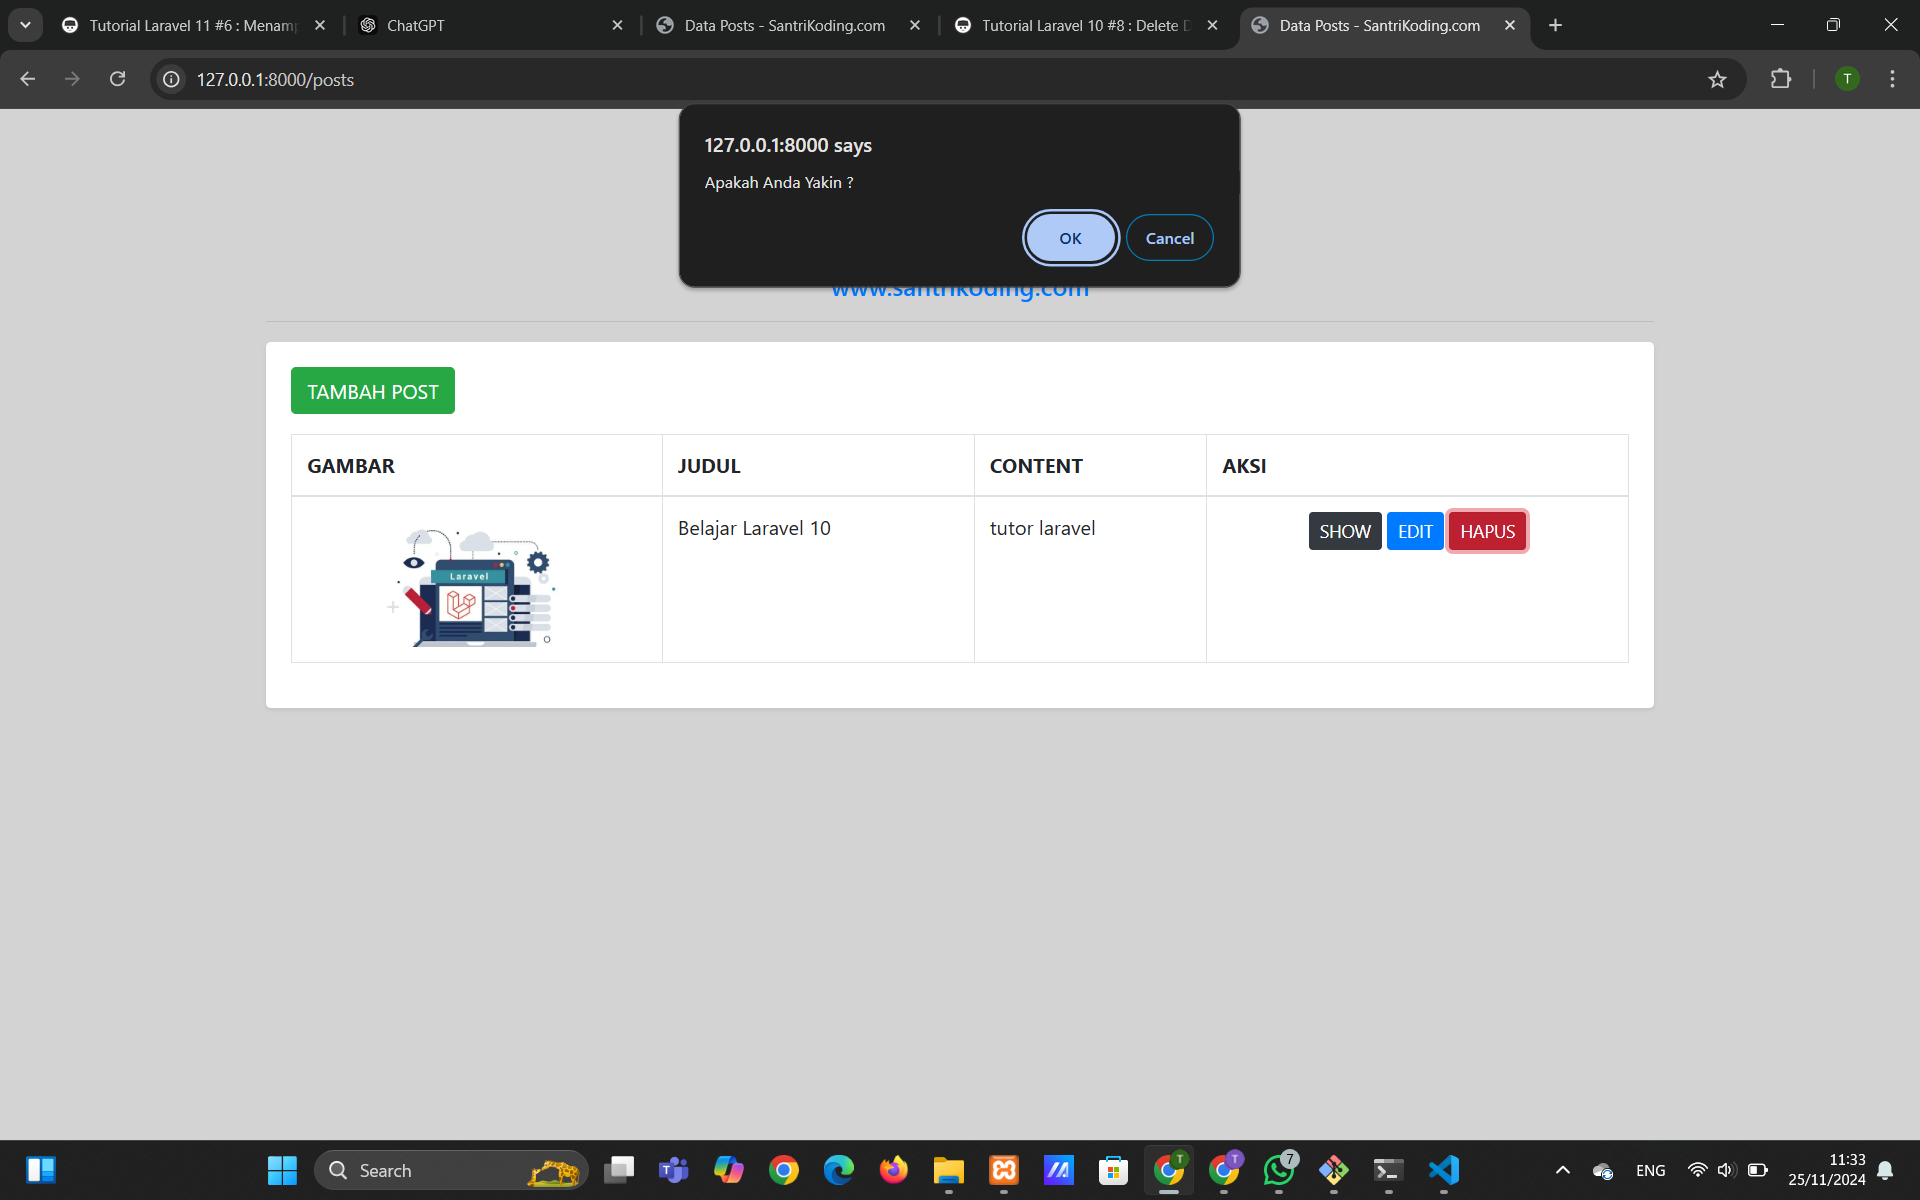 Tutorial Laravel 11 #6 : Menam
ChatGPT
Data Posts - SantriKoding.com
Tutorial Laravel 10 #8 : Delete D
Data Posts - SantriKoding.com
127.0.0.1:8000/posts
T
127.0.0.1:8000 says
Apakah Anda Yakin ?
OK
Cancel
www.santrikoding.com
TAMBAH POST
GAMBAR
JUDUL
CONTENT
AKSI
Laravel
Belajar Laravel 10
tutor laravel
SHOW
EDIT
HAPUS
Search
T
T
T
7
ENG
11:33
25/11/2024